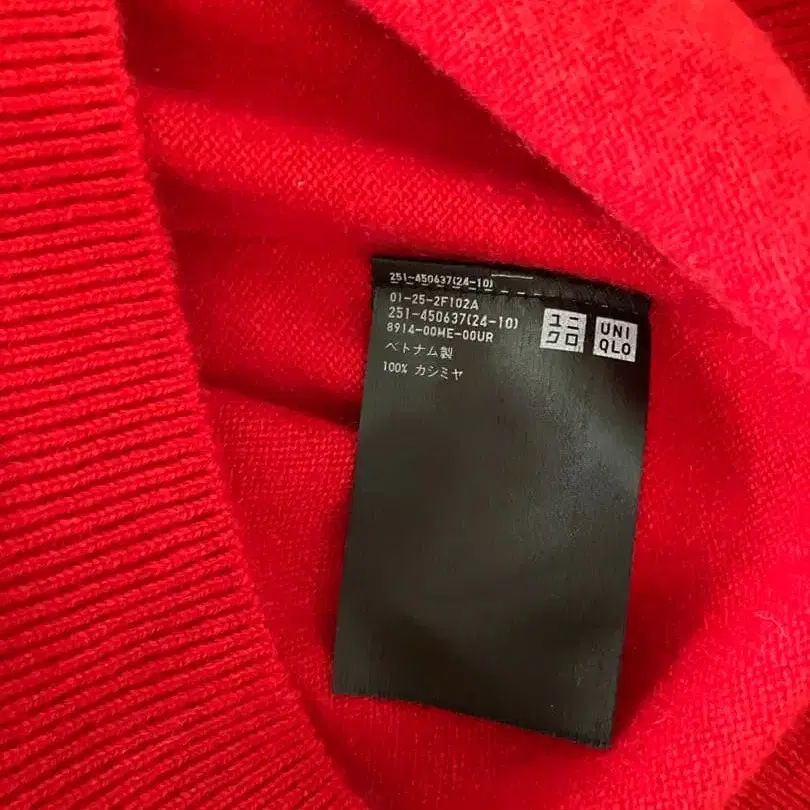 251-450637(24-10)
01-25-2F102A
251-450637(24-10)
8914-00ME-00UR
ベトナム製
100% カシミヤ
ユニ
クロ
UNI
QLO